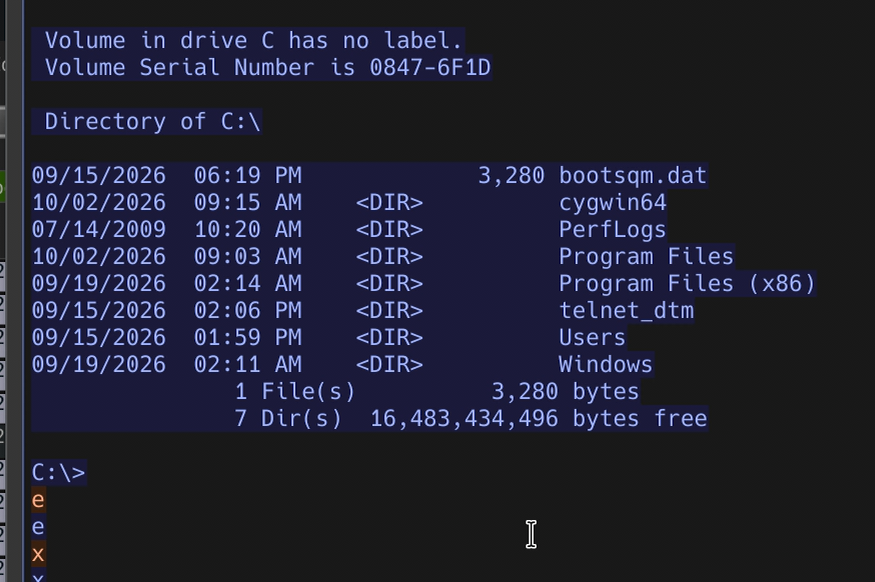 Volume in drive C has no label.
Volume Serial Number is 0847-6F1D
Directory of C:\
09/15/2026  06:19 PM             3,280 bootsqm.dat
10/02/2026  09:15 AM    <DIR>          cygwin64
07/14/2009  10:20 AM    <DIR>          PerfLogs
10/02/2026  09:03 AM    <DIR>          Program Files
09/19/2026  02:14 AM    <DIR>          Program Files (x86)
09/15/2026  02:06 PM    <DIR>          telnet_dtm
09/15/2026  01:59 PM    <DIR>          Users
09/19/2026  02:11 AM    <DIR>          Windows
               1 File(s)          3,280 bytes
               7 Dir(s)  16,483,434,496 bytes free
C:\>
e
e
x